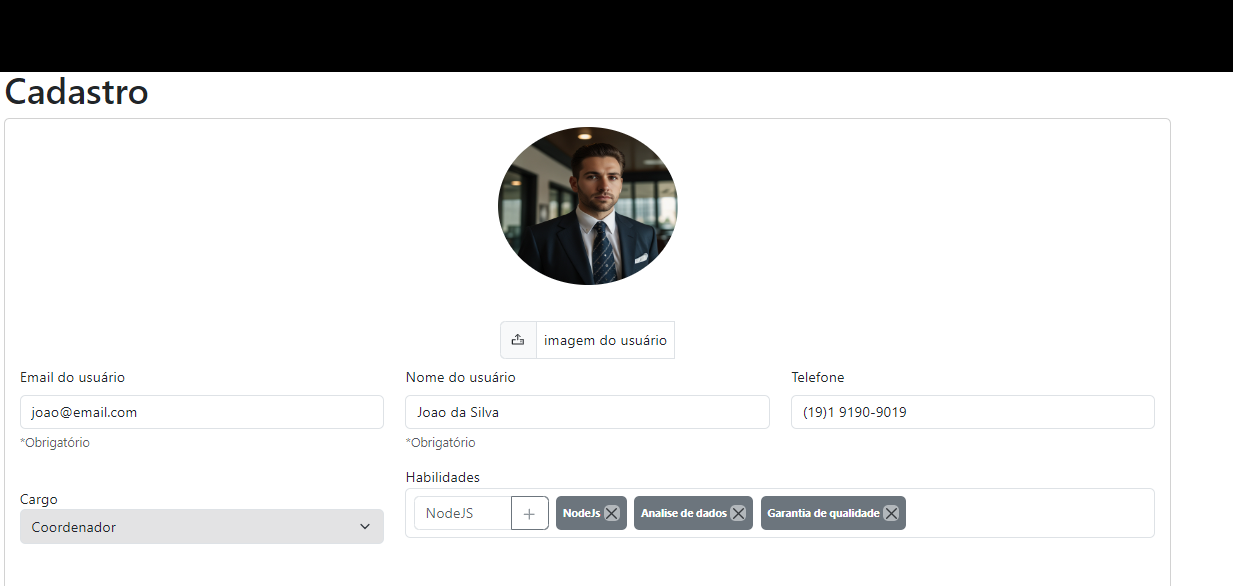 Cadastro
imagem do usuário
Email do usuário
Nome do usuário
Telefone
joao@email.com
Joao da Silva
(19)1 9190-9019
*Obrigatório
*Obrigatório
Habilidades
Cargo
Coordenador
NodeJS
NodeJs
Analise de dados
Garantia de qualidade